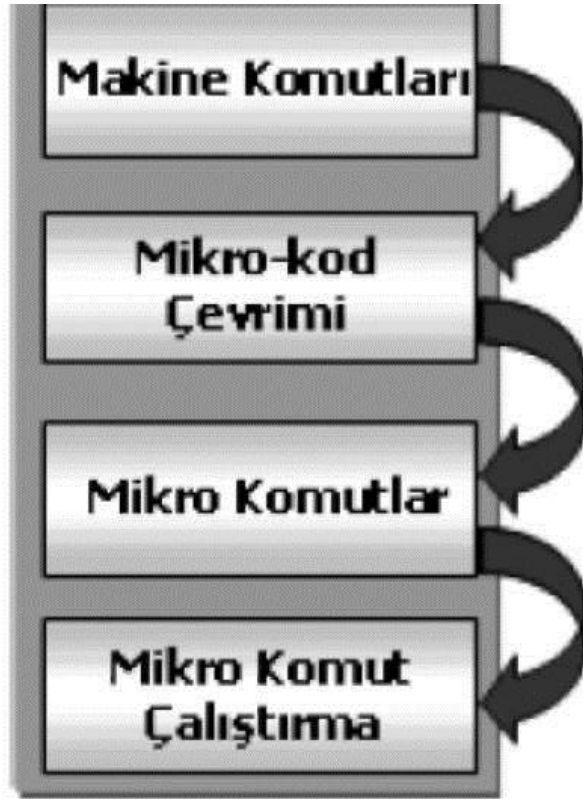 Makine Komutları
Mikro-kod
Çevrimi
Mikro Komutlar
Mikro Komut
Çalıştırma